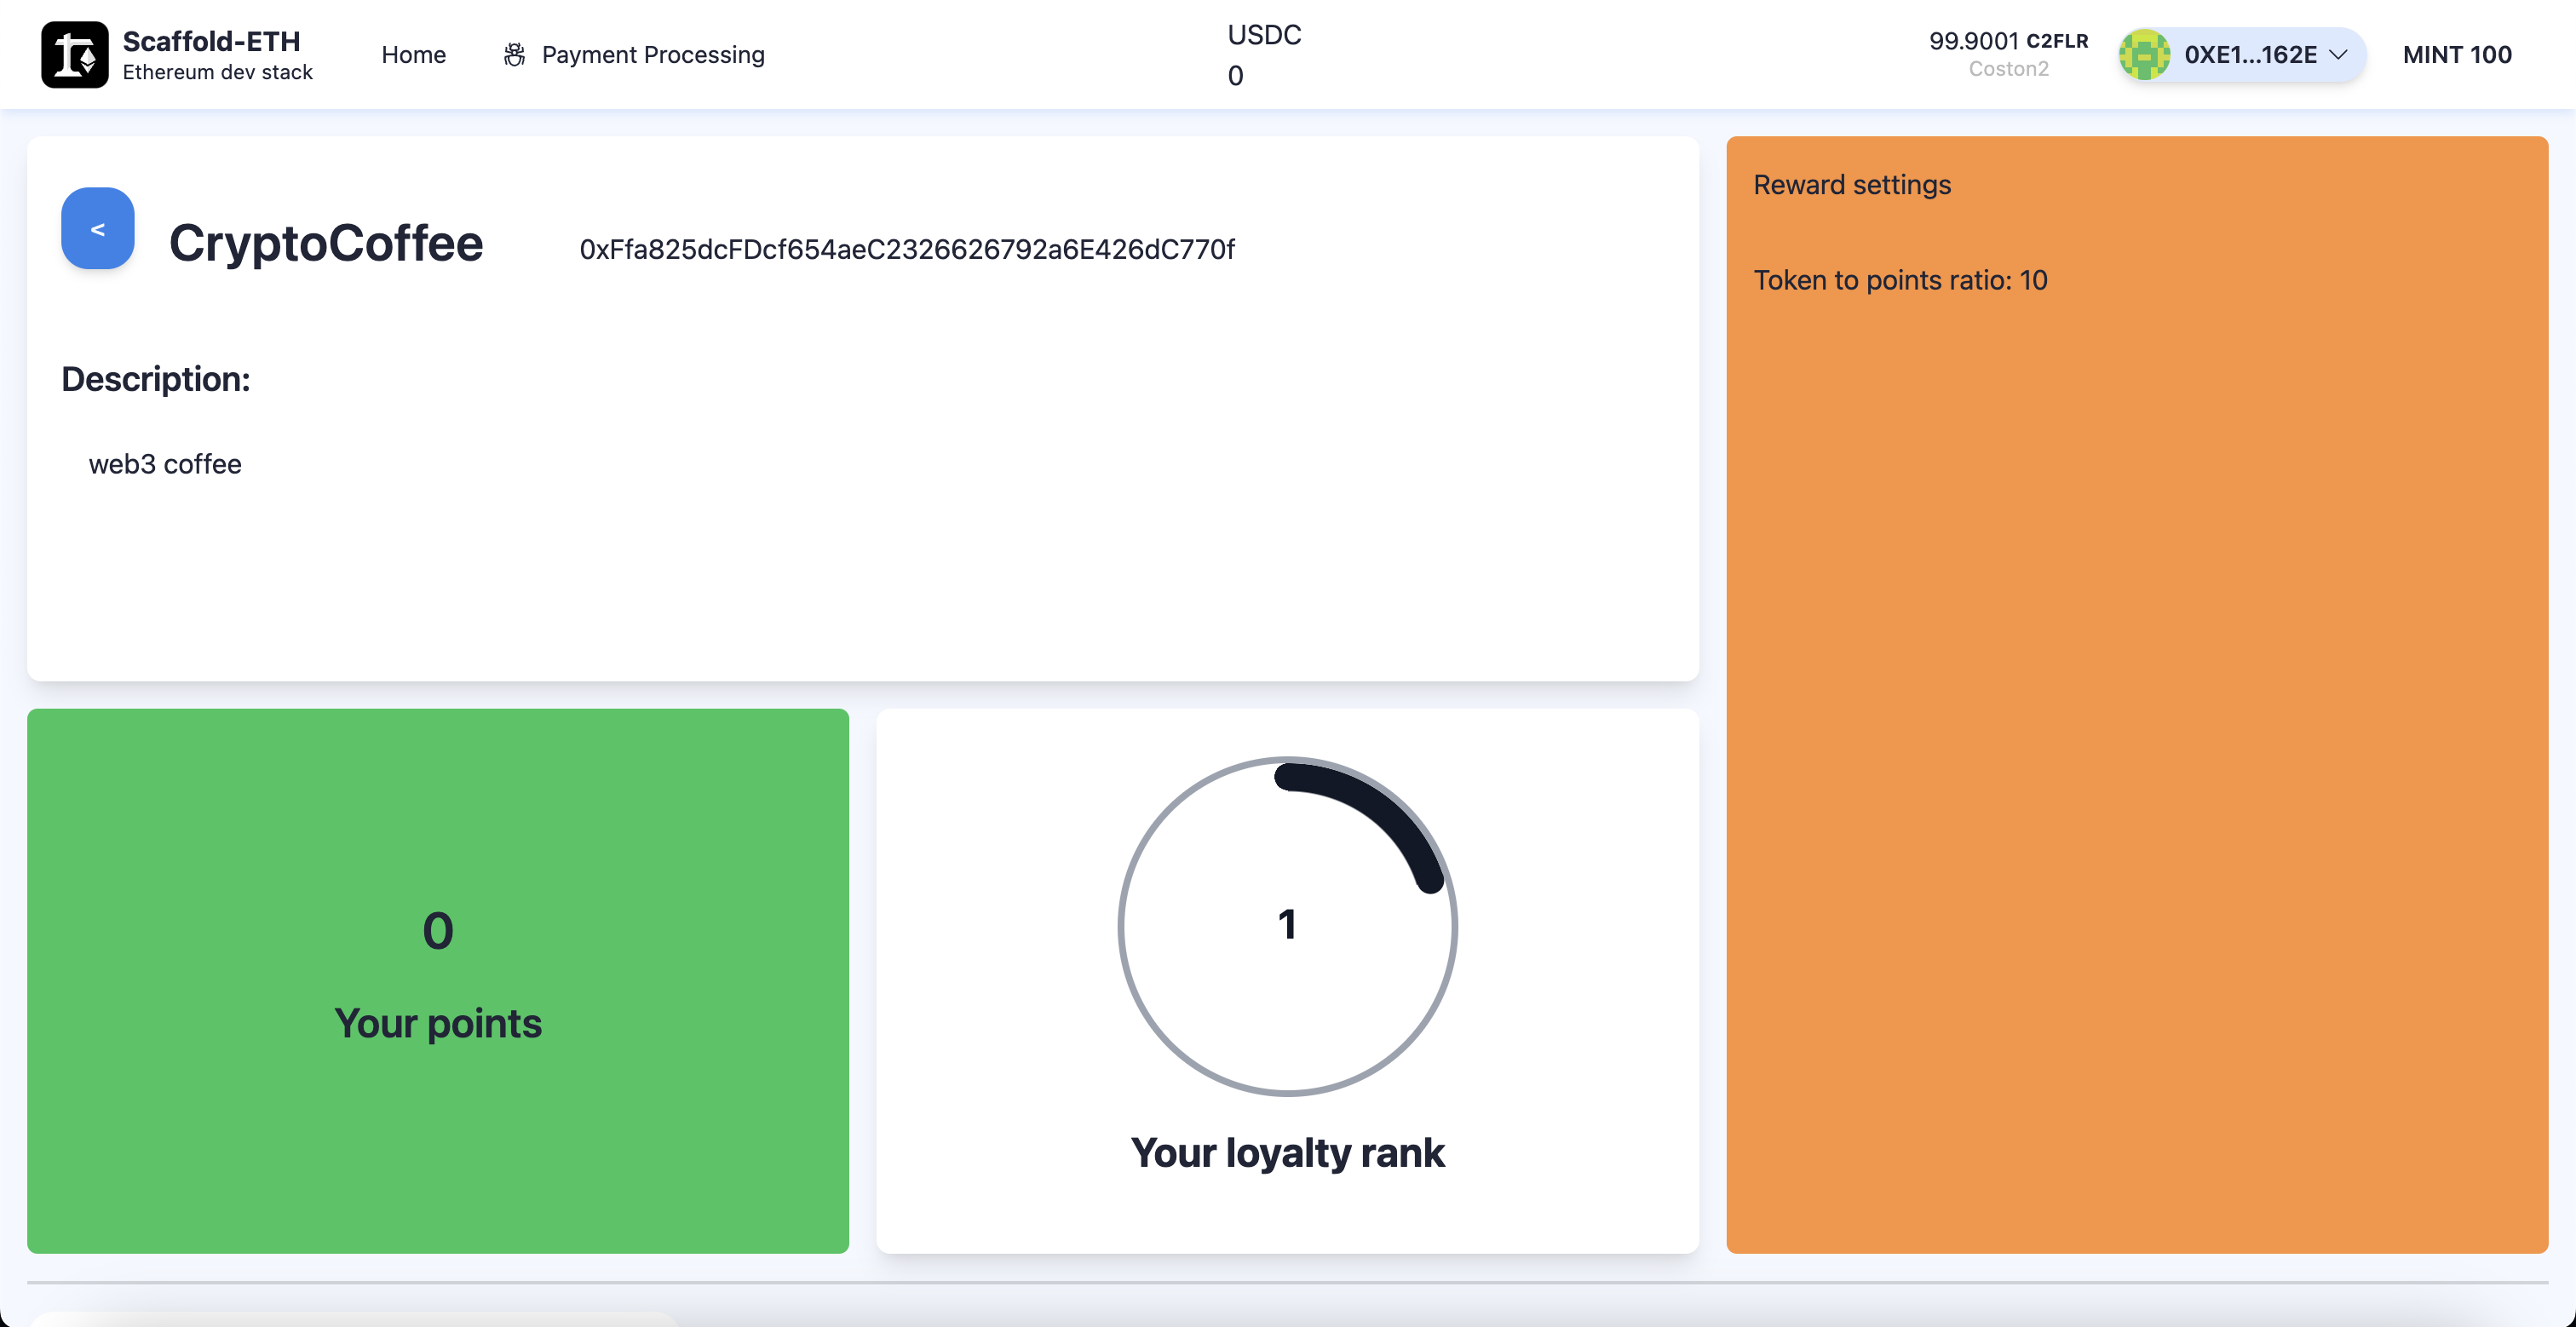 Scaffold-ETH
Ethereum dev stack
Home
Payment Processing
USDC
0
99.9001 C2FLR
Coston2
0XE1...162E
MINT 100
<
CryptoCoffee
0xFfa825dcFDcf654aeC2326626792a6E426dC770f
Description:
web3 coffee
Reward settings
Token to points ratio: 10
0
Your points
1
Your loyalty rank